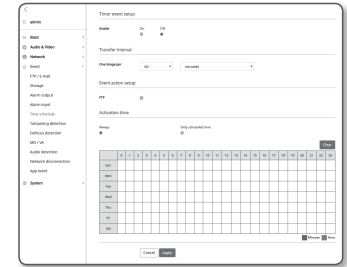 admin
Basic
Audio & Video
Network
Event
FTP / E-mail
Storage
Alarm output
Alarm input
Time schedule
Tampering detection
Defocus detection
MD / VA
Audio detection
Network disconnection
App event
System
Timer event setup
Enable
On Off
Transfer interval
One image per 60 seconds
Event action setup
FTP
Activation time
Always Only scheduled time
Clear
0 1 2 3 4 5 6 7 8 9 10 11 12 13 14 15 16 17 18 19 20 21 22 23
Sun
Mon
Tue
Wed
Thu
Fri
Sat
Minutes Hour
Cancel Apply